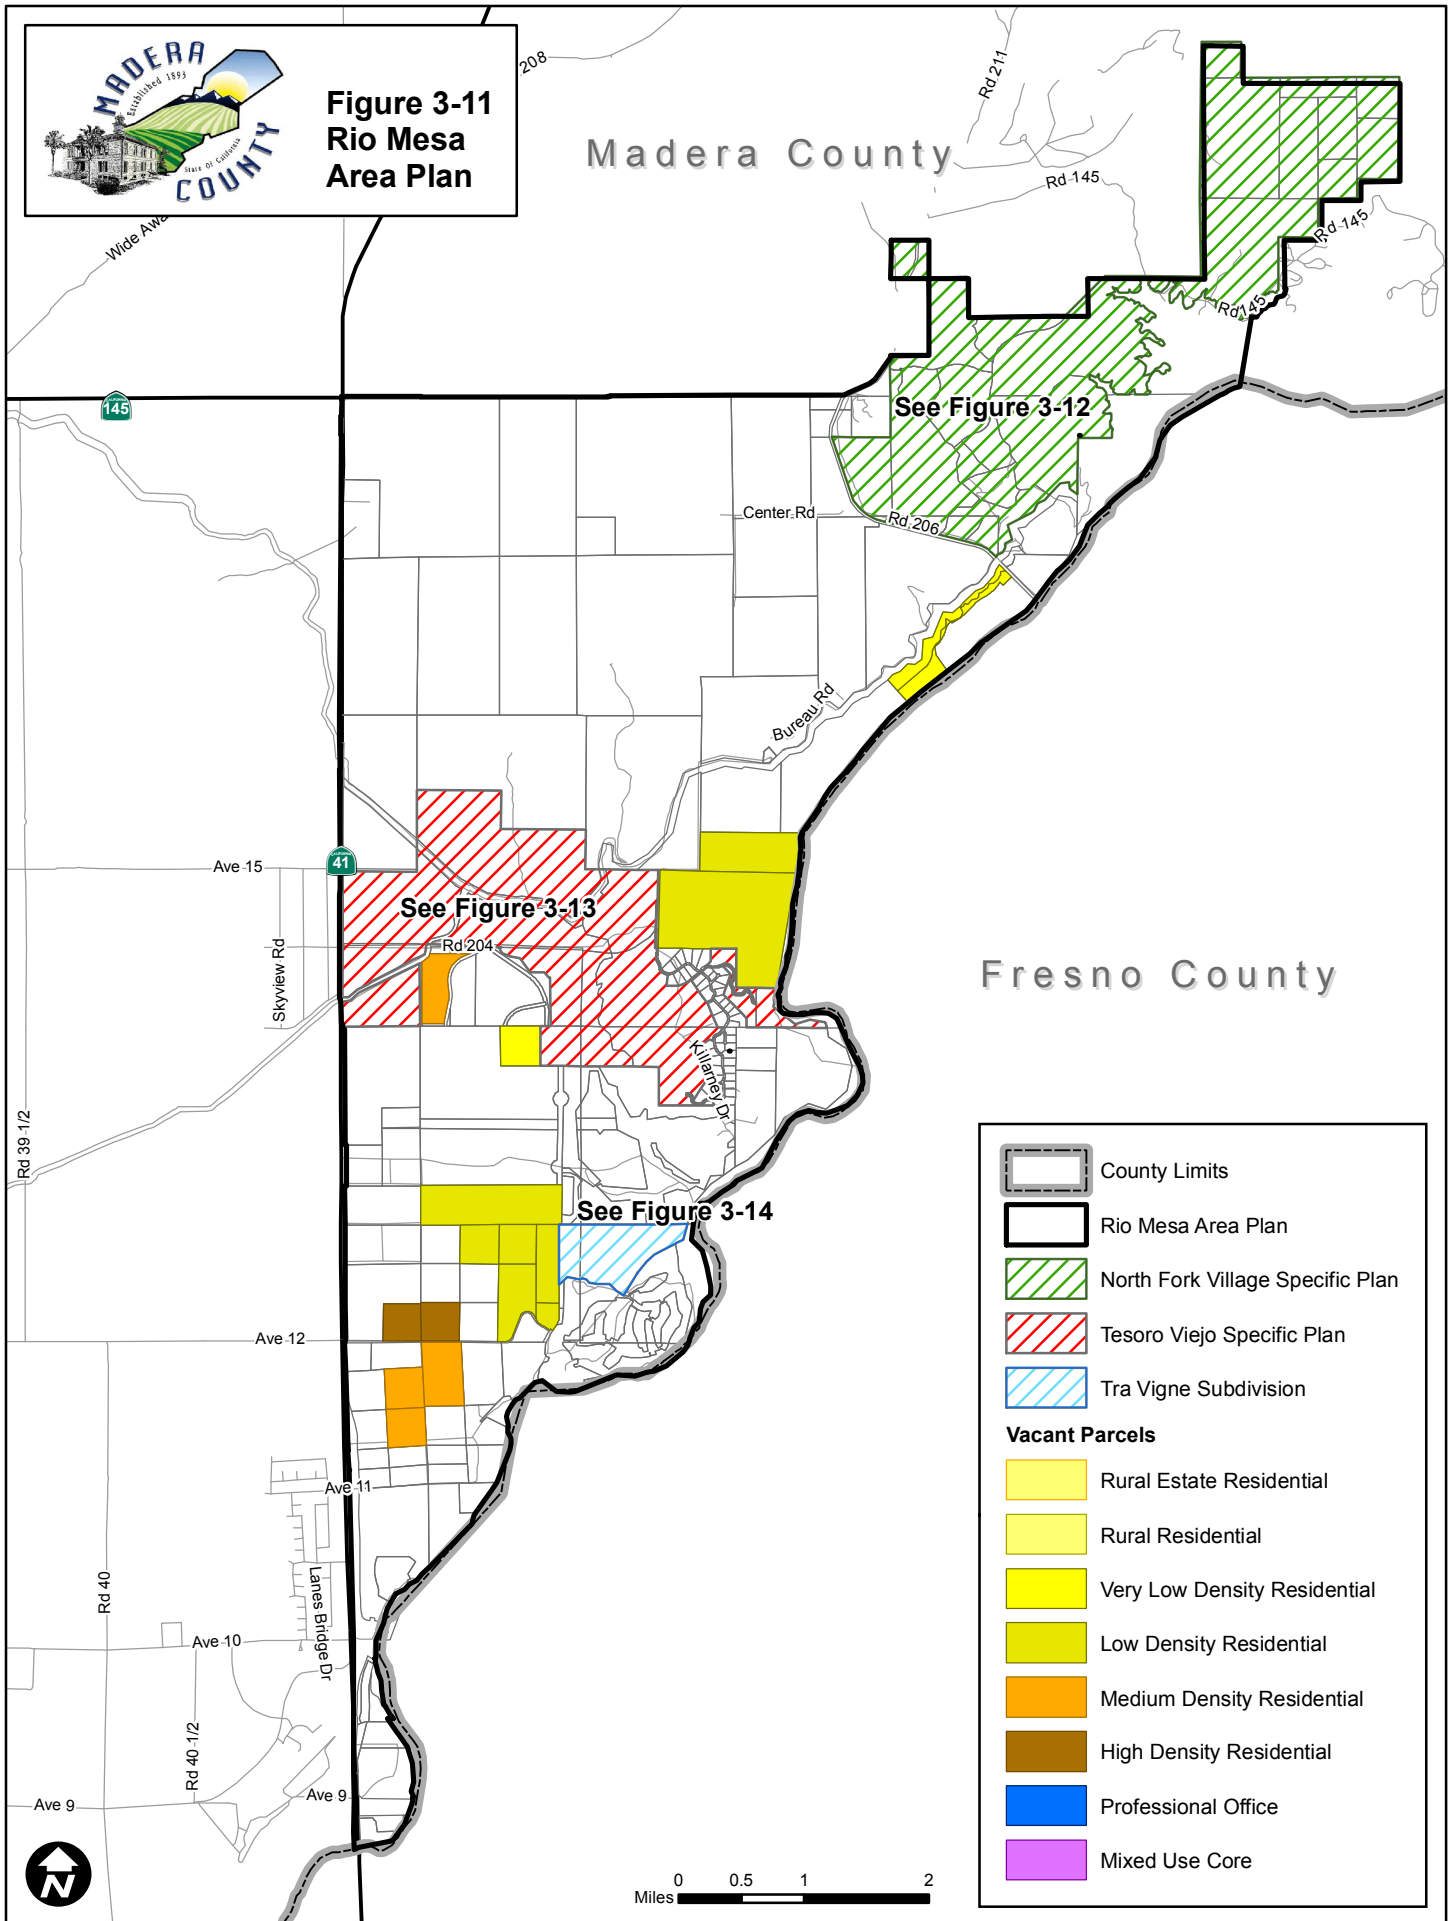 MADERA
Established 1893
State Of California
COUNTY
Figure 3-11
Rio Mesa
Area Plan
208
Rd 211
Madera County
Rd 145
Rd 145
Rd 145
Wide Awa
CALIFORNIA
145
See Figure 3-12
Center Rd
Rd 206
Bureau Rd
Ave 15
CALIFORNIA
41
See Figure 3-13
Rd 204
Skyview Rd
Fresno County
Killarney Dr
Rd 39 1/2
See Figure 3-14
Ave 12
Ave 11
Lanes Bridge Dr
Rd 40
Ave 10
Rd 40 1/2
Ave 9
Ave 9
N
County Limits
Rio Mesa Area Plan
North Fork Village Specific Plan
Tesoro Viejo Specific Plan
Tra Vigne Subdivision
Vacant Parcels
Rural Estate Residential
Rural Residential
Very Low Density Residential
Low Density Residential
Medium Density Residential
High Density Residential
Professional Office
Mixed Use Core
0 0.5 1 2
Miles